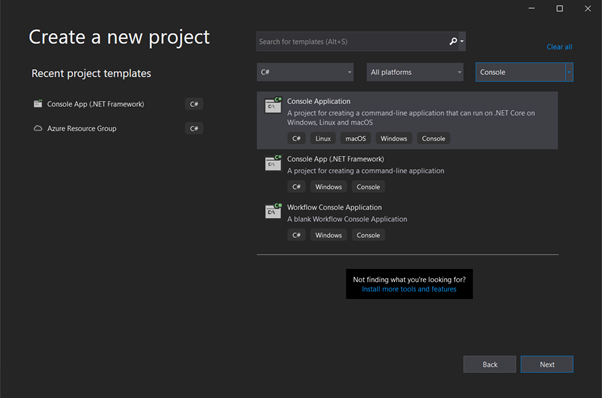 Create a new project
Recent project templates
Console App (.NET Framework) C#
Azure Resource Group C#
Search for templates (Alt+S)
Clear all
C# All platforms Console
C#
Console Application
A project for creating a command-line application that can run on .NET Core on
Windows, Linux and macOS
C# Linux macOS Windows Console
C#
Console App (.NET Framework)
A project for creating a command-line application
C# Windows Console
Workflow Console Application
A blank Workflow Console Application
C# Windows Console
Not finding what you're looking for?
Install more tools and features
Back Next